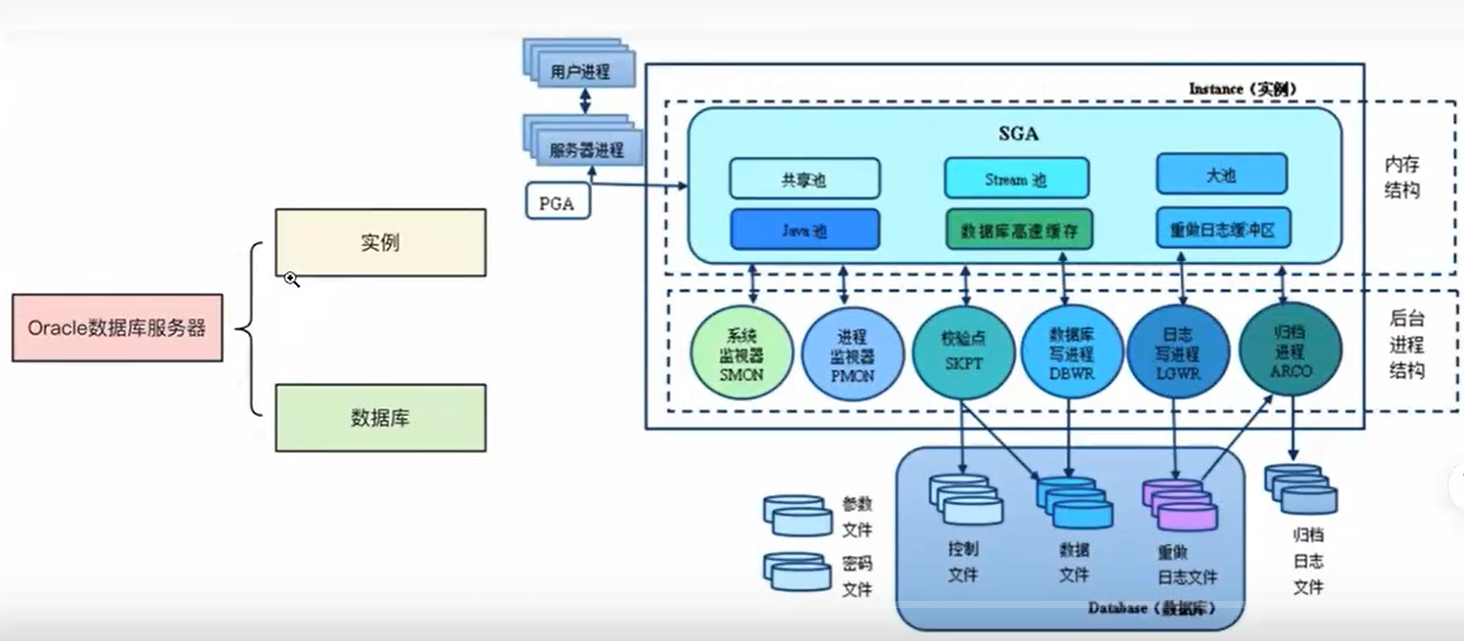 Oracle数据库服务器
实例
数据库
用户进程
服务器进程
PGA
Instance（实例）
SGA
共享池
Stream 池
大池
Java 池
数据库高速缓存
重做日志缓冲区
内存
结构
系统
监视器
SMON
进程
监视器
PMON
校验点
SKPT
数据库
写进程
DBWR
日志
写进程
LGWR
归档
进程
ARCO
后台
进程
结构
参数
文件
密码
文件
控制
文件
数据
文件
重做
日志文件
Database（数据库）
归档
日志
文件